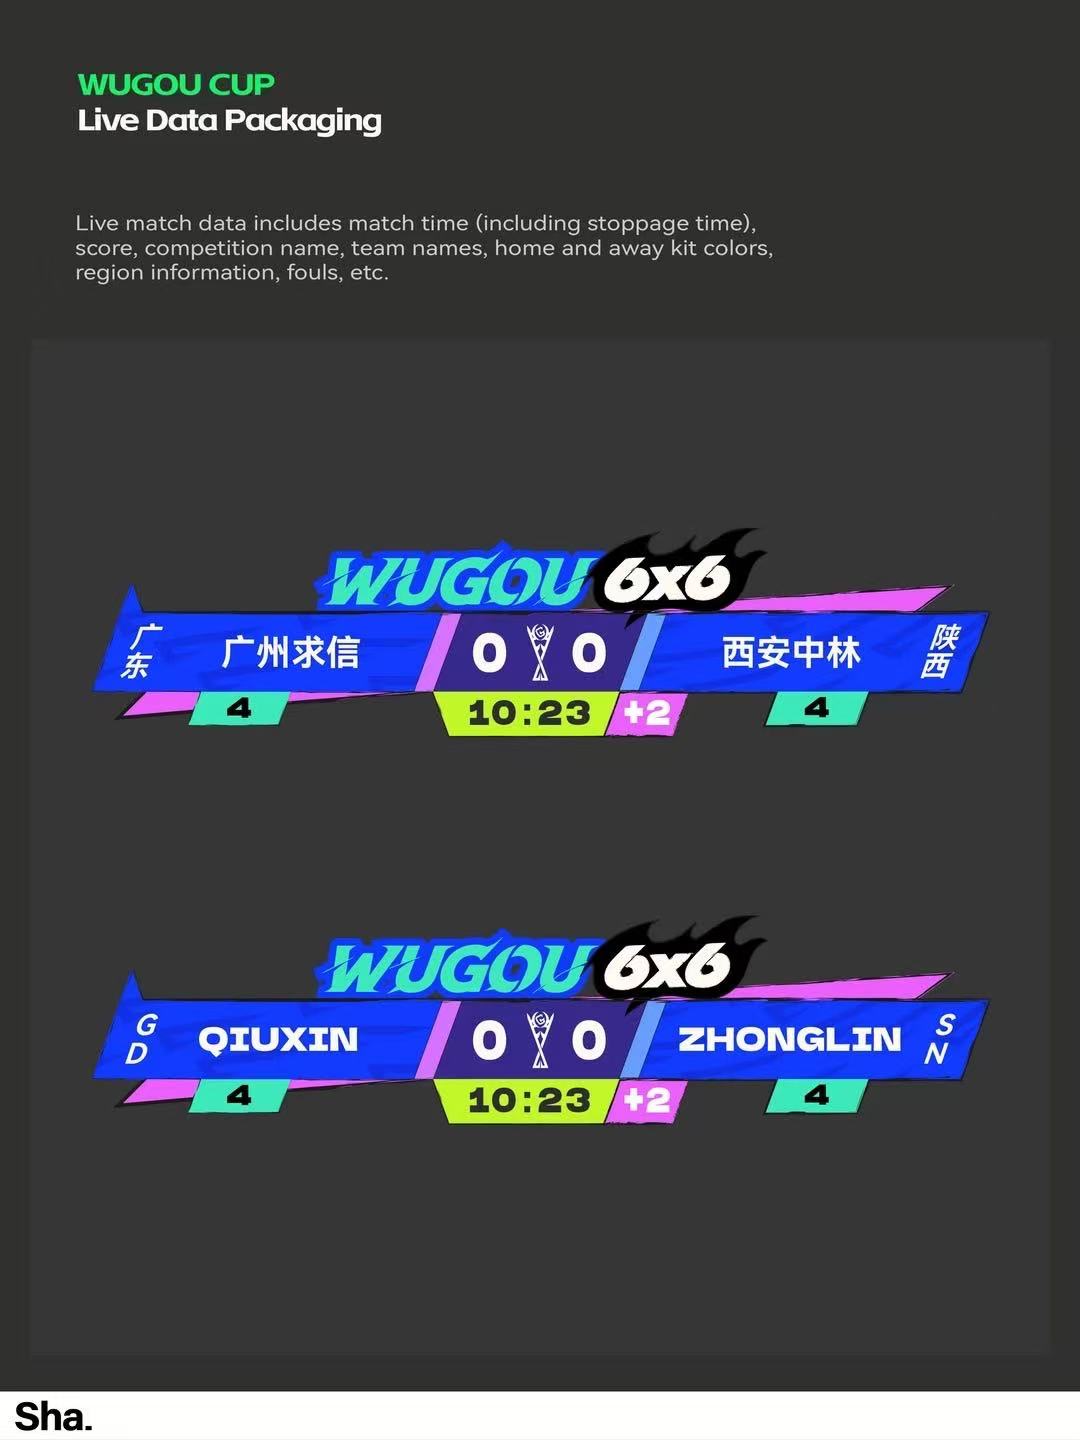 WUGOU CUP
Live Data Packaging
Live match data includes match time (including stoppage time),
score, competition name, team names, home and away kit colors,
region information, fouls, etc.
WUGOU 6x6
广东 广州求信 0 0 西安中林 陕西
4 10:23 +2 4
WUGOU 6x6
GD QIUXIN 0 0 ZHONGLIN SN
4 10:23 +2 4
Sha.